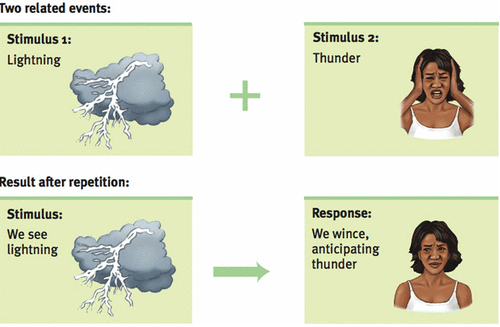 Two related events:
Stimulus 1:
Lightning
Stimulus 2:
Thunder
Result after repetition:
Stimulus:
We see
lightning
Response:
We wince,
anticipating
thunder